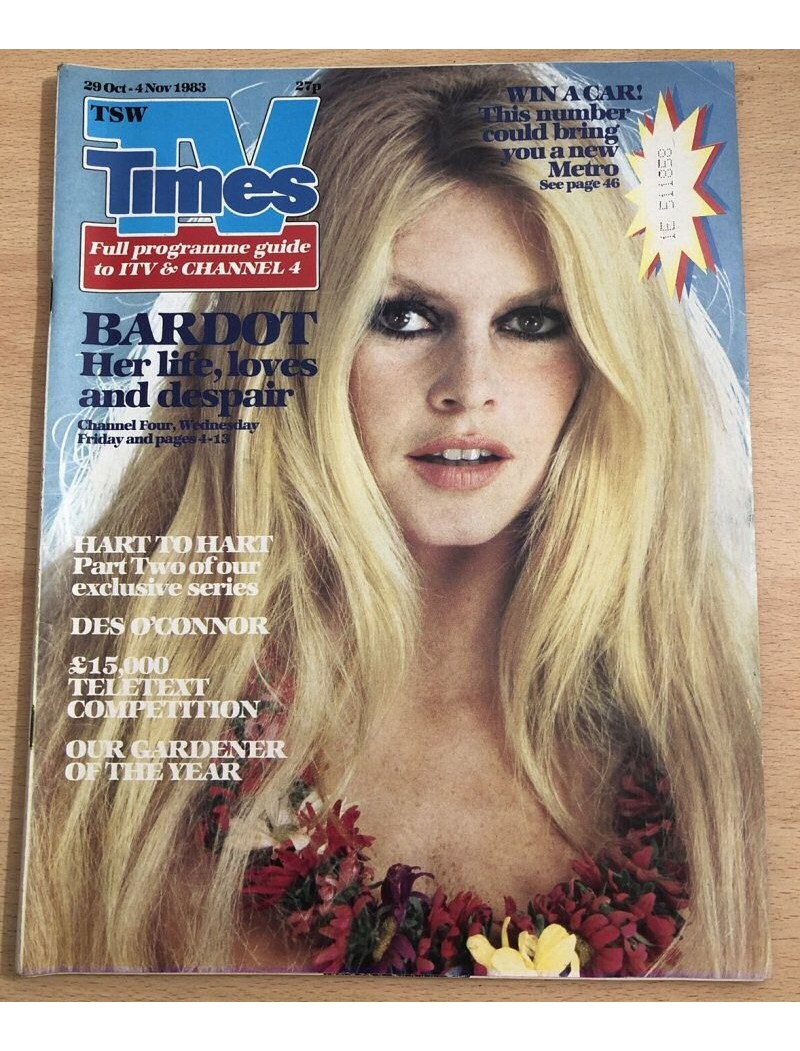 29 Oct - 4 Nov 1983
27p
TSW
TV
Times
Full programme guide
to ITV & CHANNEL 4
WIN A CAR!
This number
could bring
you a new
Metro
See page 46
1E 511858
BARDOT
Her life, loves
and despair
Channel Four, Wednesday
Friday and pages 4-13
HART TO HART
Part Two of our
exclusive series
DES O'CONNOR
£15,000
TELETEXT
COMPETITION
OUR GARDENER
OF THE YEAR